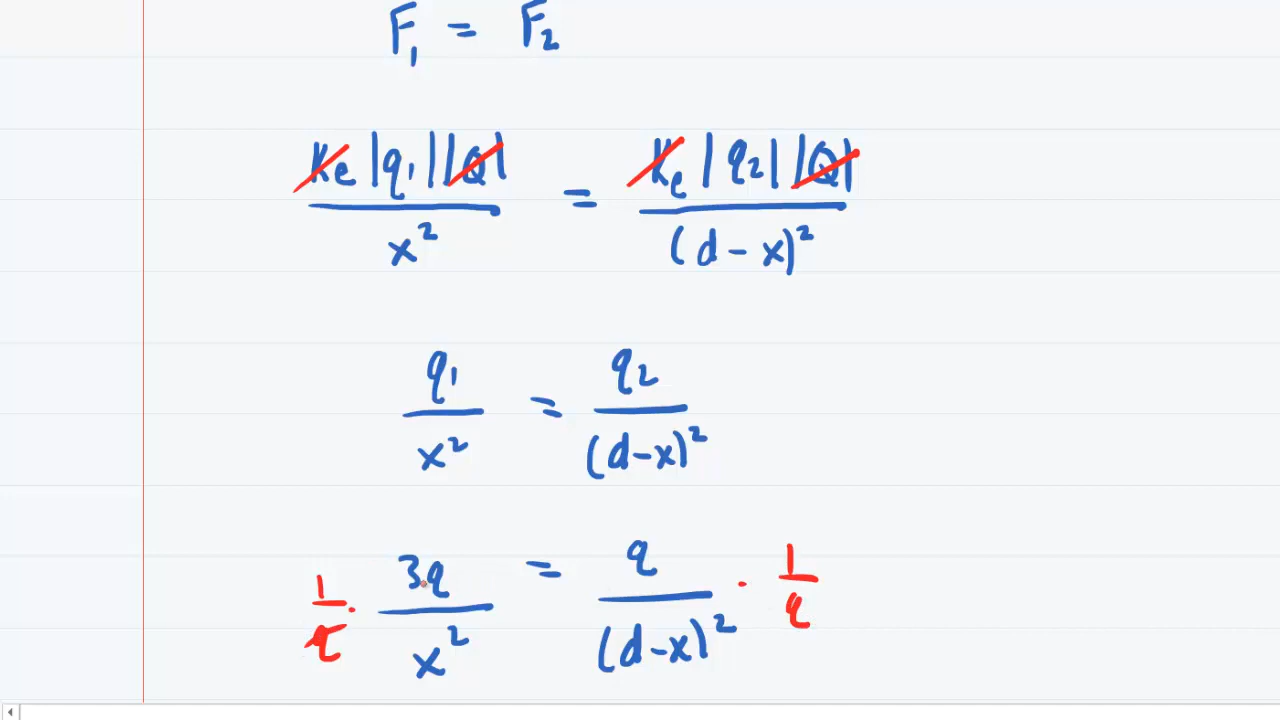 F₁ = F₂
Ke |q₁| |Q| / x² = Ke |q₂| |Q| / (d - x)²
q₁ / x² = q₂ / (d-x)²
1/q · 3q / x² = q / (d-x)² · 1/q